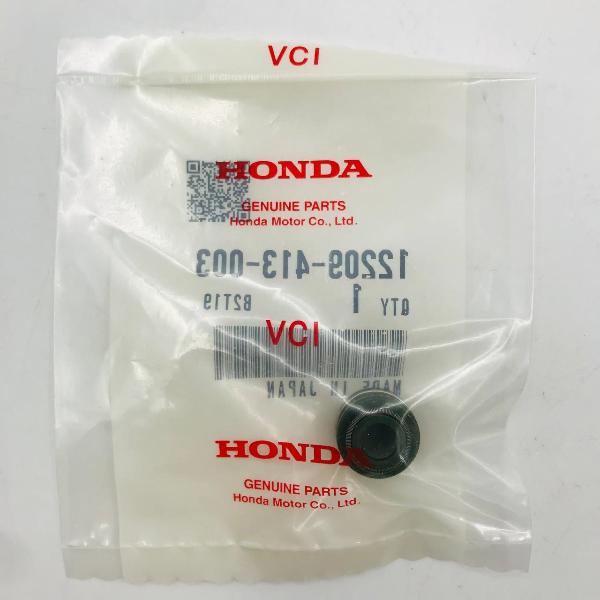 VCI
HONDA
GENUINE PARTS
Honda Motor Co., Ltd.
12209-413-003
QTY 1 B2T19
VCI
MADE IN JAPAN
HONDA
GENUINE PARTS
Honda Motor Co., Ltd.